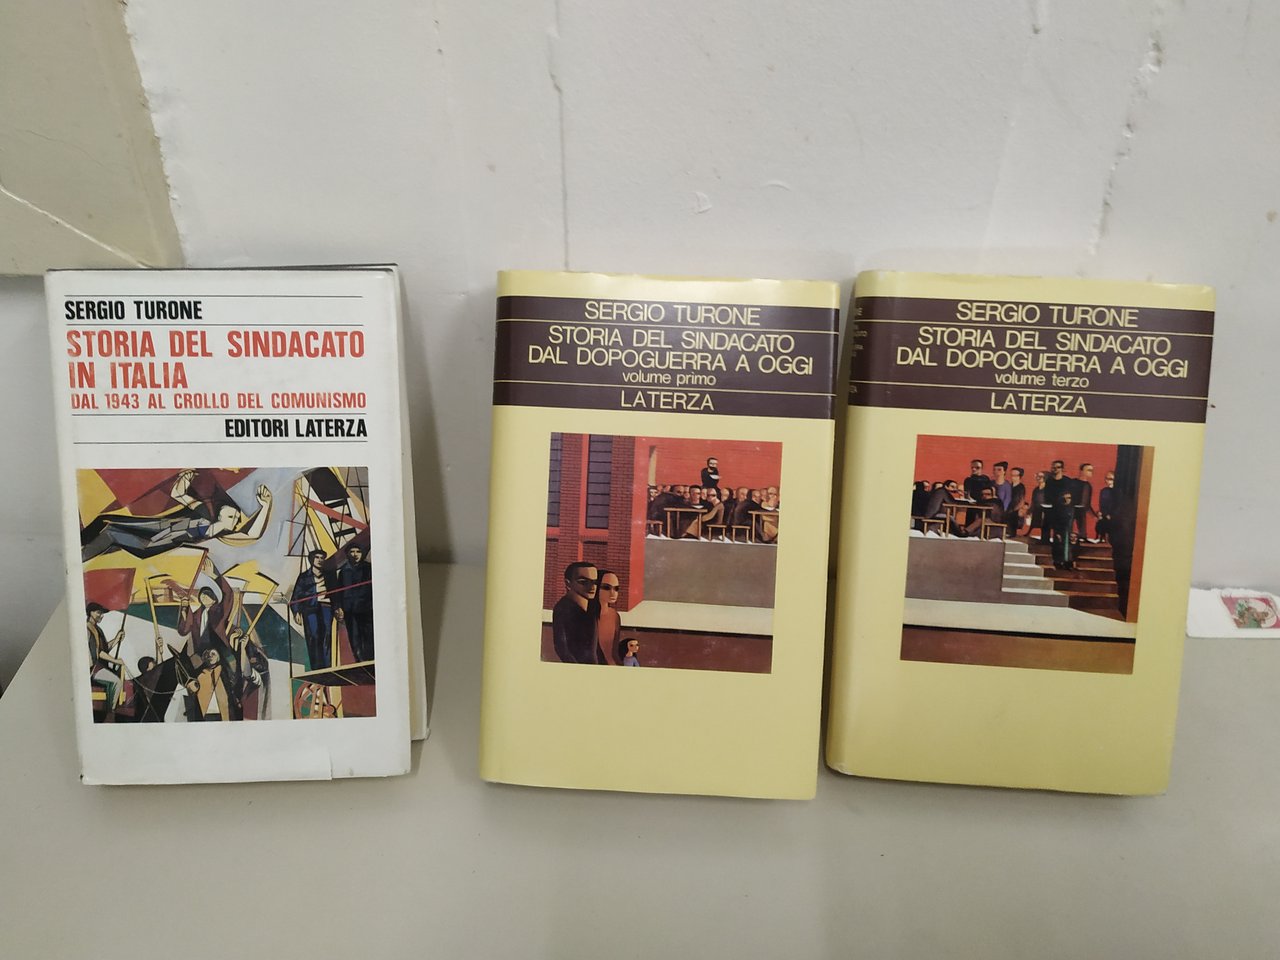 SERGIO TURONE
STORIA DEL SINDACATO
IN ITALIA
DAL 1943 AL CROLLO DEL COMUNISMO
EDITORI LATERZA
SERGIO TURONE
STORIA DEL SINDACATO
DAL DOPOGUERRA A OGGI
volume primo
LATERZA
SERGIO TURONE
STORIA DEL SINDACATO
DAL DOPOGUERRA A OGGI
volume terzo
LATERZA